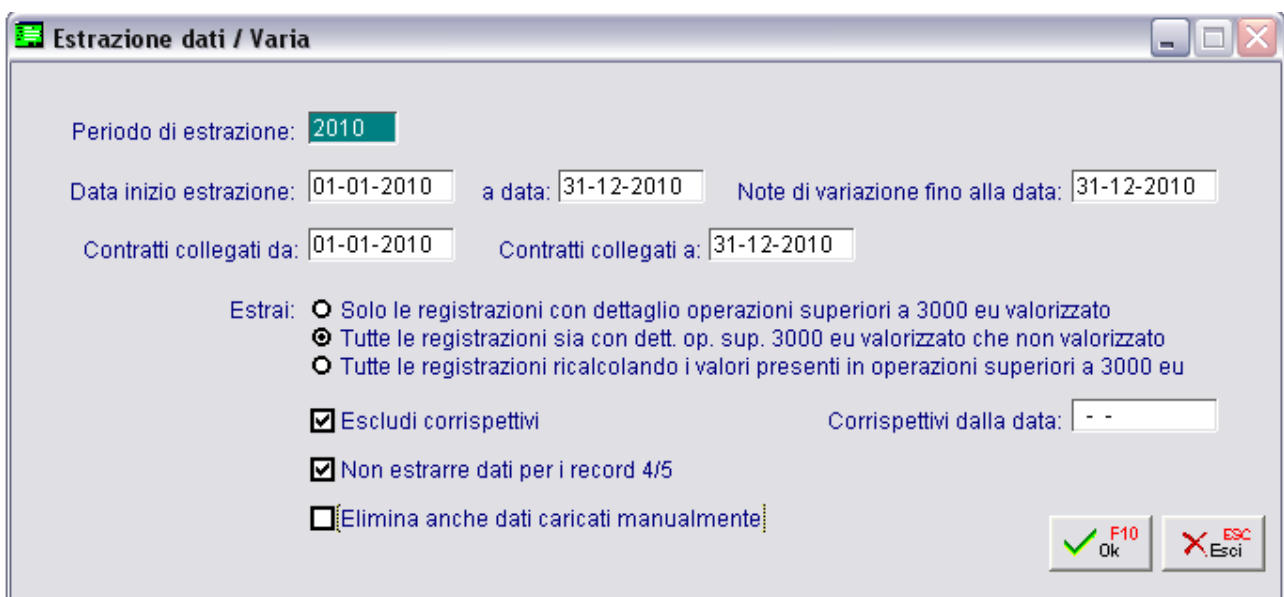 Estrazione dati / Varia
Periodo di estrazione: 2010
Data inizio estrazione: 01-01-2010 a data: 31-12-2010 Note di variazione fino alla data: 31-12-2010
Contratti collegati da: 01-01-2010 Contratti collegati a: 31-12-2010
Estrai: Solo le registrazioni con dettaglio operazioni superiori a 3000 eu valorizzato
Tutte le registrazioni sia con dett. op. sup. 3000 eu valorizzato che non valorizzato
Tutte le registrazioni ricalcolando i valori presenti in operazioni superiori a 3000 eu
Escludi corrispettivi Corrispettivi dalla data: - -
Non estrarre dati per i record 4/5
Elimina anche dati caricati manualmente
F10 ESC
Ok Esci